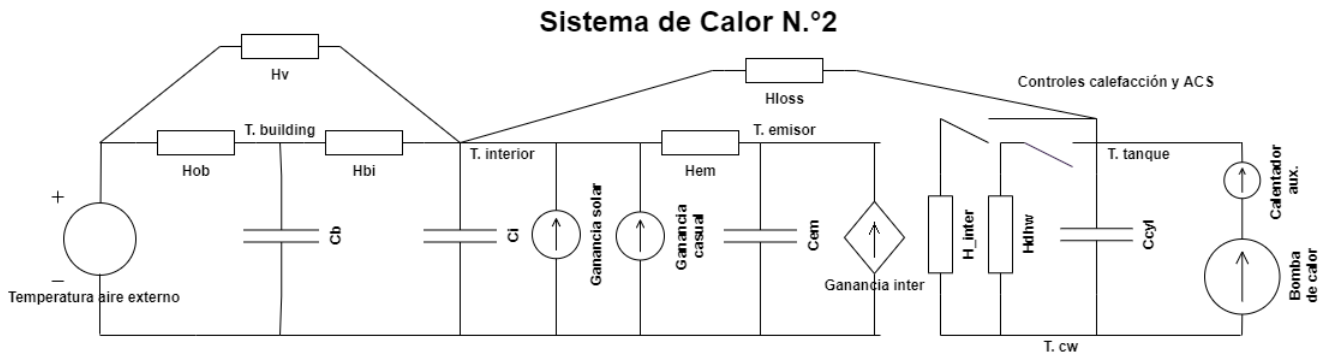 Sistema de Calor N.°2
Hv
Hloss
Controles calefacción y ACS
T. building
T. interior
T. emisor
T. tanque
Hob
Hbi
Hem
Calentador
aux.
+
−
Cb
Ci
Ganancia solar
Ganancia
casual
Cem
H_inter
Hdhw
Ccyl
Bomba
de calor
Temperatura aire externo
Ganancia inter
T. cw